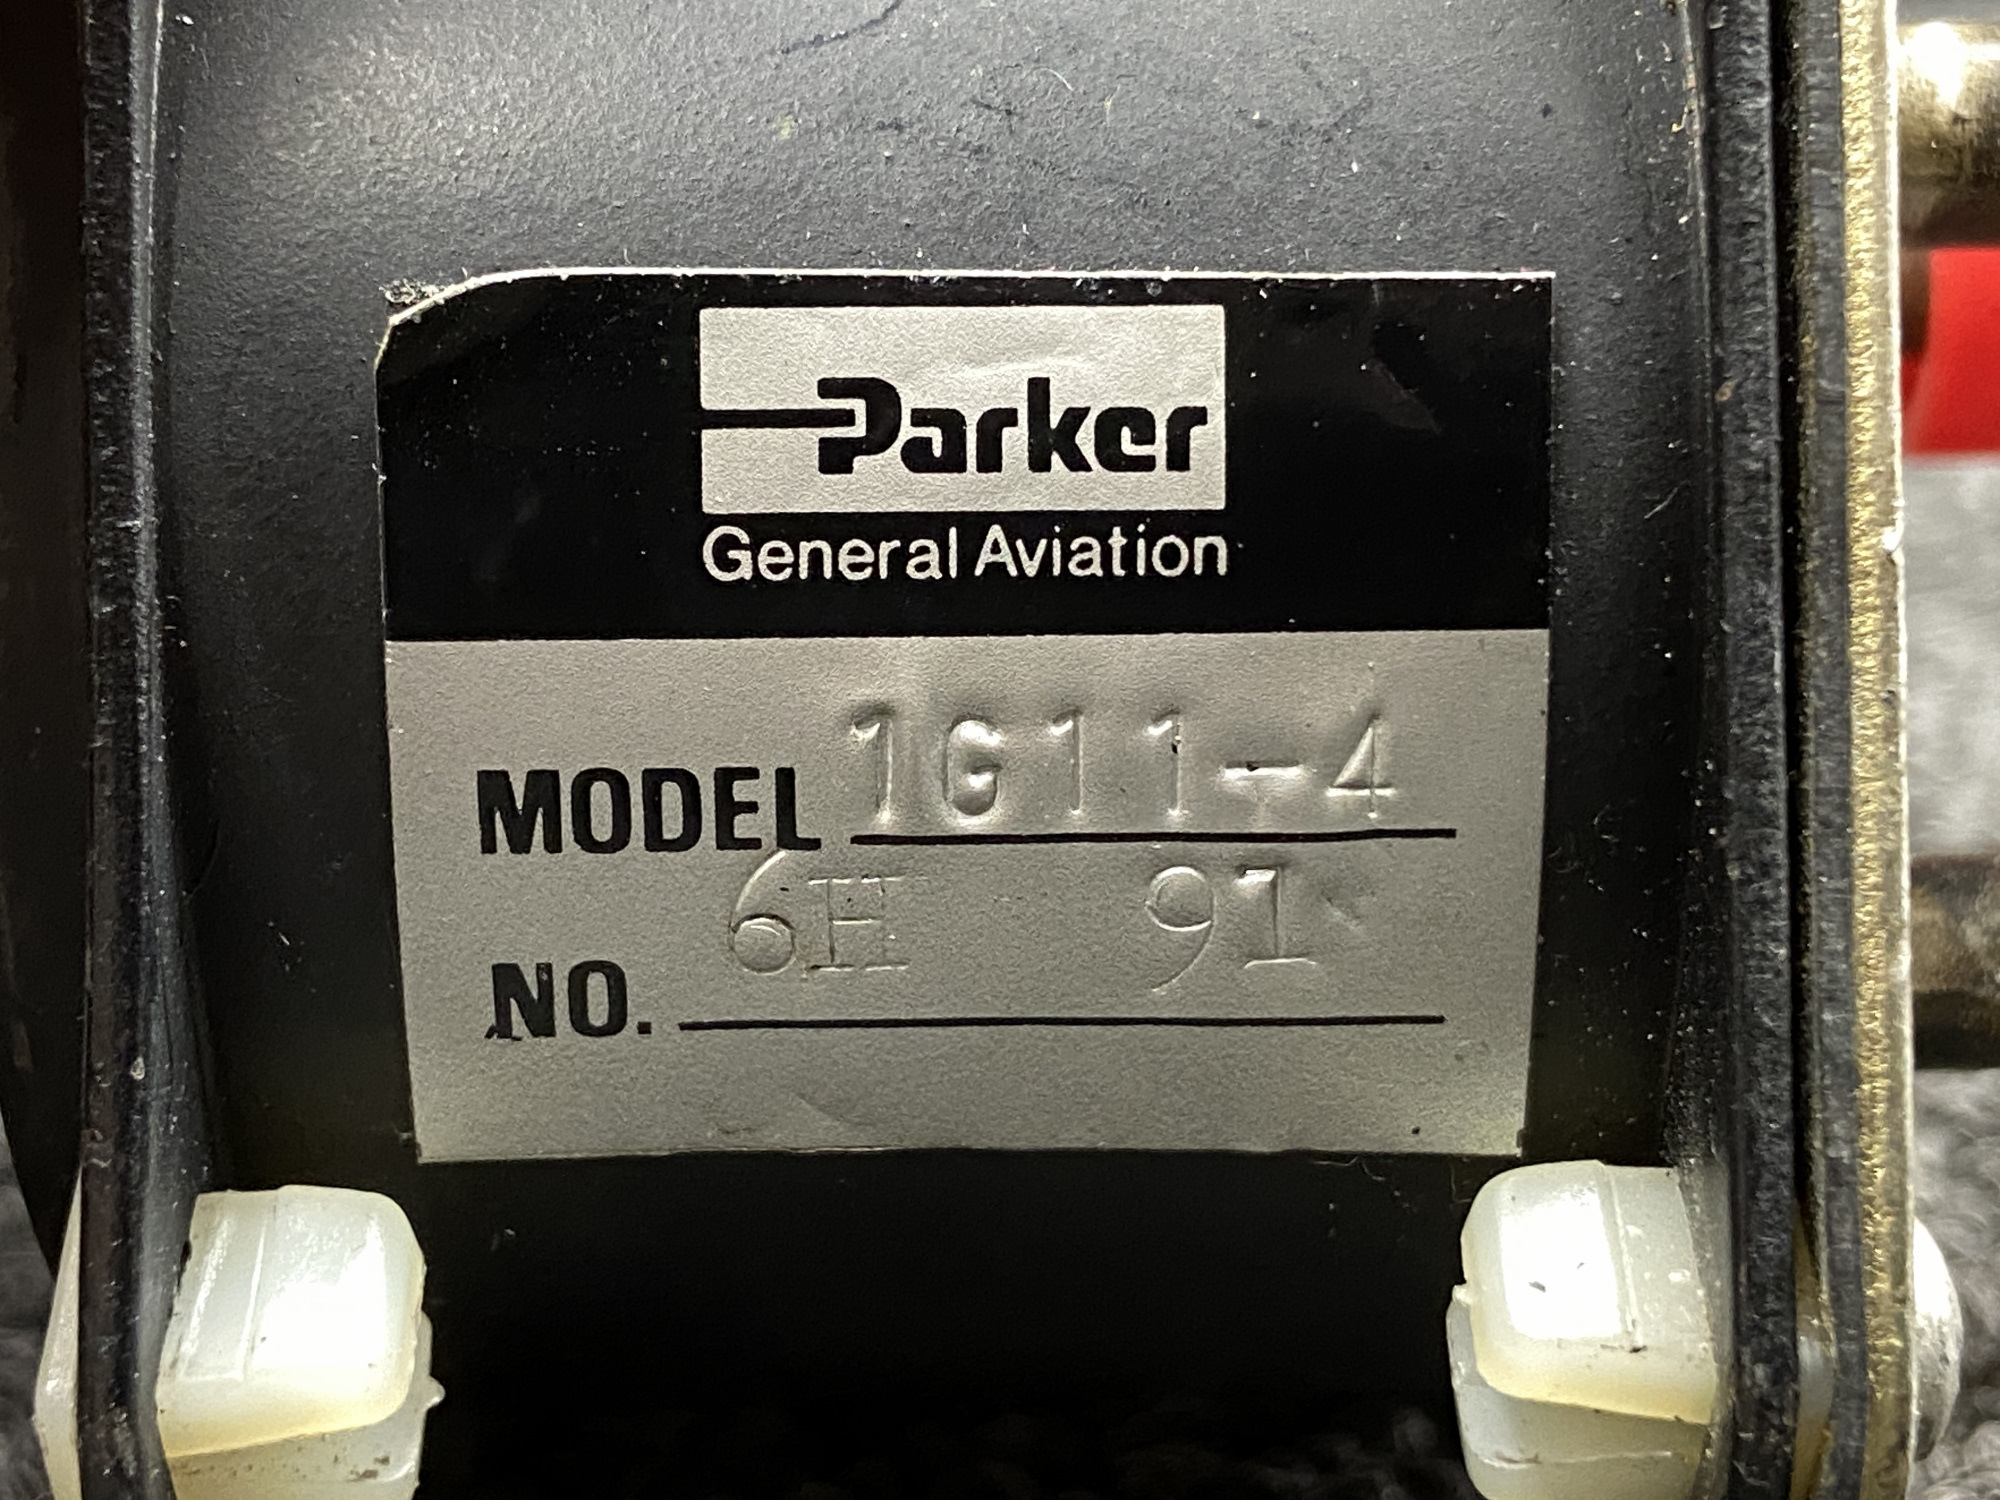 Parker
General Aviation
MODEL 1G11-4
NO. 6H 91